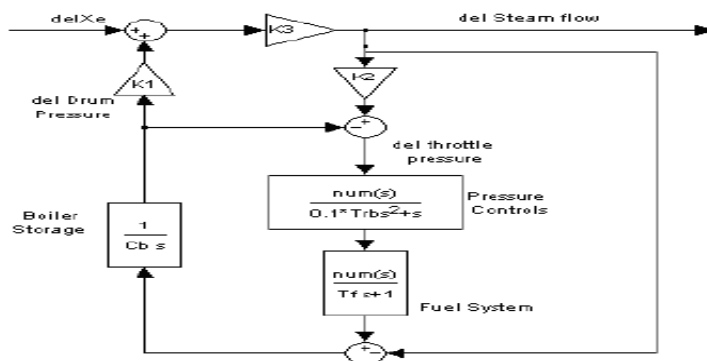 delXe
+
+
K3
del Steam flow
K1
K2
del Drum
Pressure
- +
del throttle
pressure
num(s)
0.1*Trbs²+s
Pressure
Controls
Boiler
Storage
1
Cb s
num(s)
Tf s+1
Fuel System
+ -